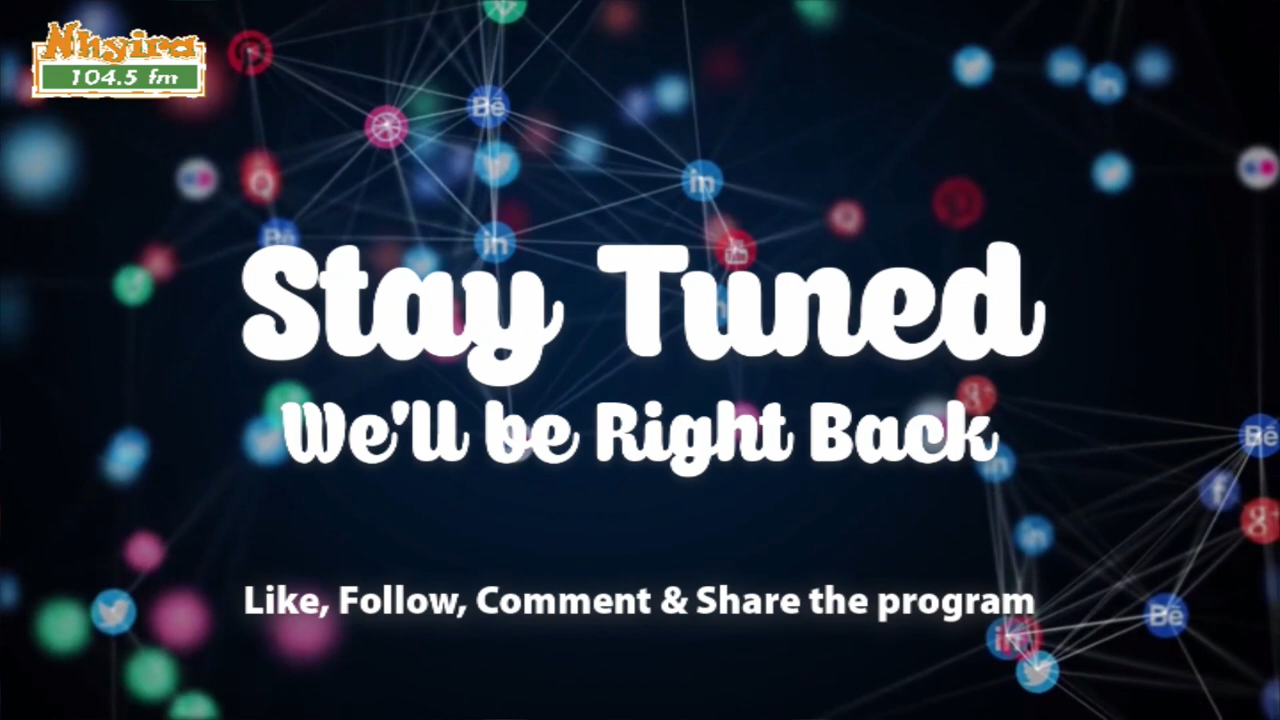 Nhyira
104.5 fm
Stay Tuned
We'll be Right Back
Like, Follow, Comment & Share the program